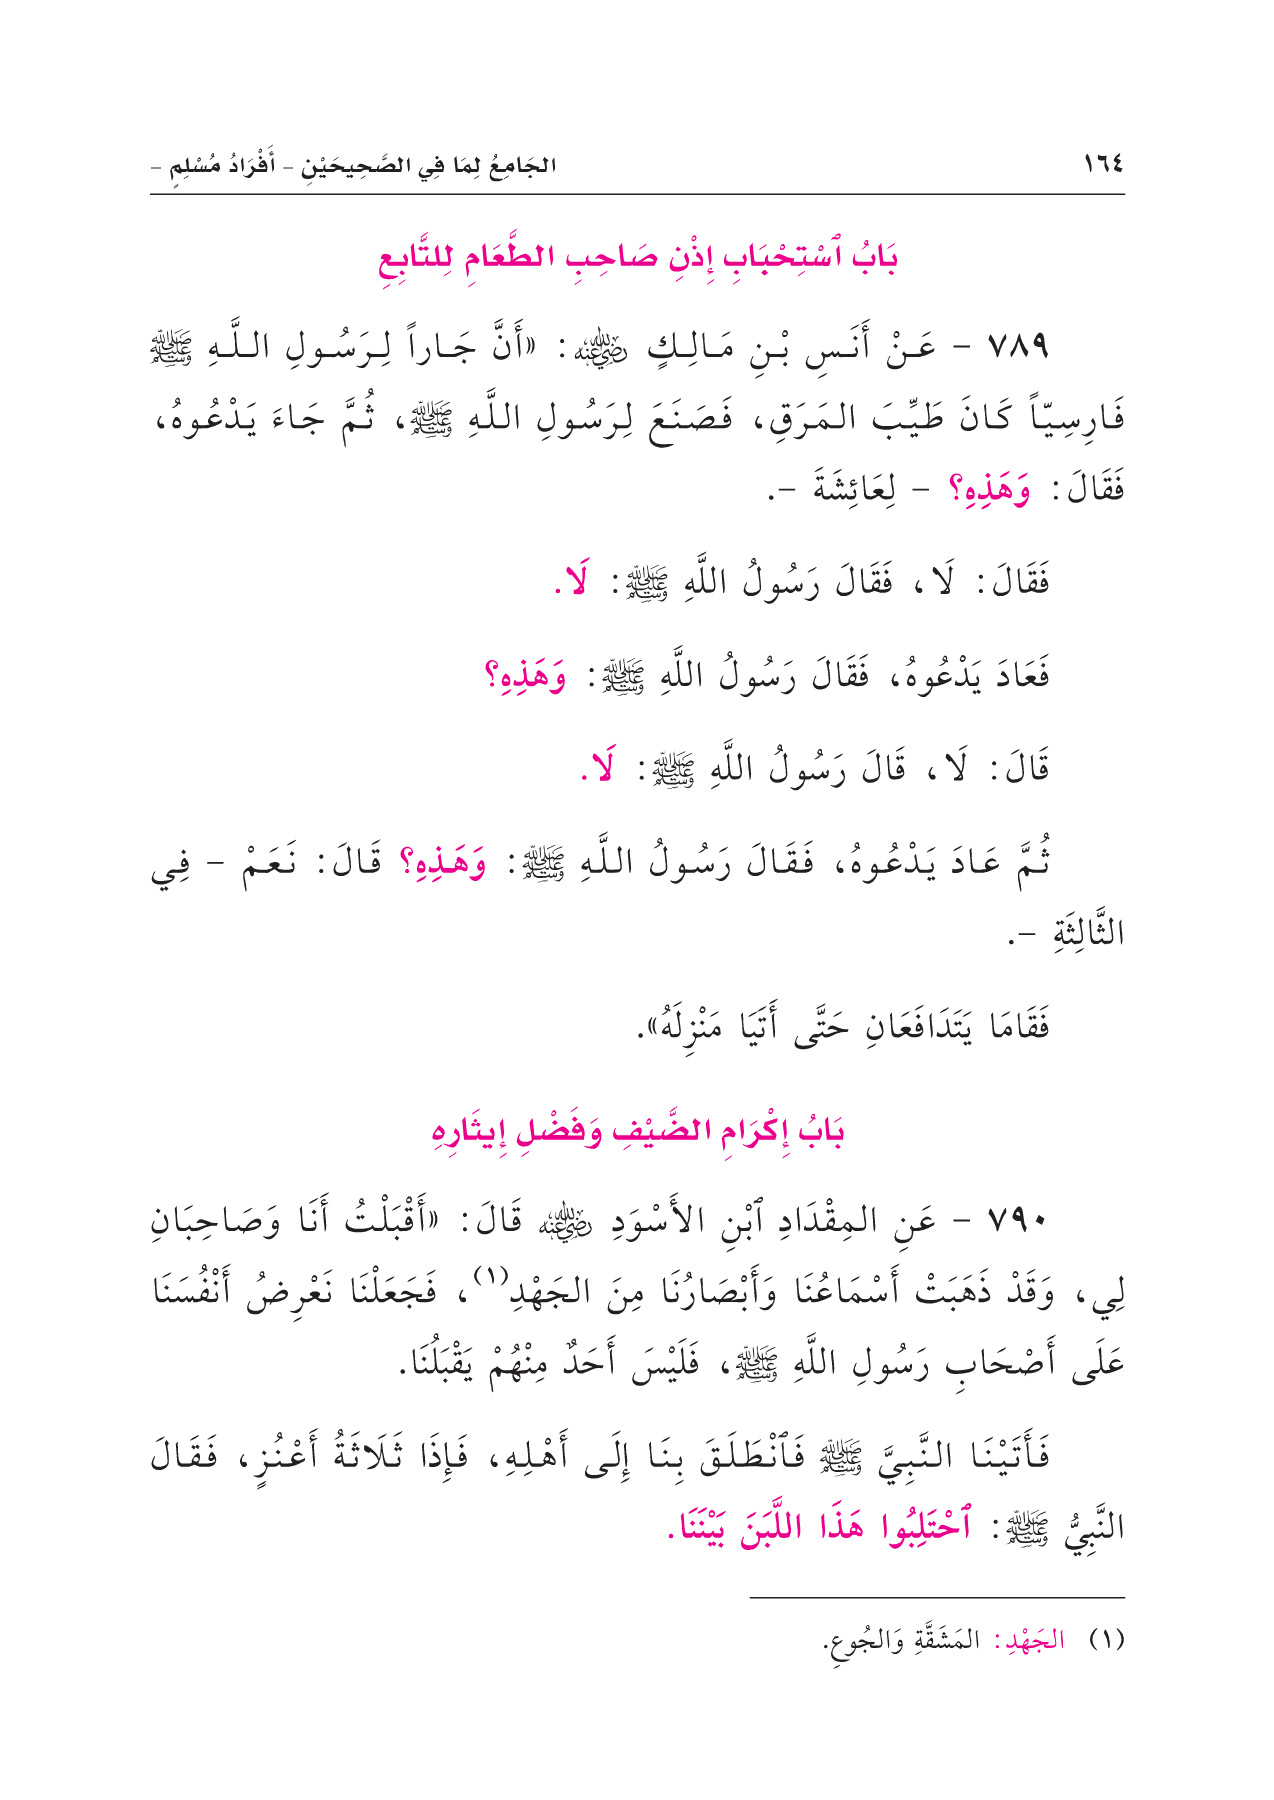 ١٦٤ الجَامِعُ لِمَا فِي الصَّحِيحَيْنِ - أَفْرَادُ مُسْلِمٍ -
بَابُ ٱسْتِحْبَابِ إِذْنِ صَاحِبِ الطَّعَامِ لِلتَّابِعِ
٧٨٩ - عَنْ أَنَسِ بْنِ مَالِكٍ رضي الله عنه: «أَنَّ جَاراً لِرَسُولِ اللَّهِ ﷺ
فَارِسِيّاً كَانَ طَيِّبَ المَرَقِ، فَصَنَعَ لِرَسُولِ اللَّهِ ﷺ، ثُمَّ جَاءَ يَدْعُوهُ،
فَقَالَ: وَهَذِهِ؟ - لِعَائِشَةَ -.
فَقَالَ: لَا، فَقَالَ رَسُولُ اللَّهِ ﷺ: لَا.
فَعَادَ يَدْعُوهُ، فَقَالَ رَسُولُ اللَّهِ ﷺ: وَهَذِهِ؟
قَالَ: لَا، قَالَ رَسُولُ اللَّهِ ﷺ: لَا.
ثُمَّ عَادَ يَدْعُوهُ، فَقَالَ رَسُولُ اللَّهِ ﷺ: وَهَذِهِ؟ قَالَ: نَعَمْ - فِي
الثَّالِثَةِ -.
فَقَامَا يَتَدَافَعَانِ حَتَّى أَتَيَا مَنْزِلَهُ».
بَابُ إِكْرَامِ الضَّيْفِ وَفَضْلِ إِيثَارِهِ
٧٩٠ - عَنِ المِقْدَادِ ٱبْنِ الأَسْوَدِ رضي الله عنه قَالَ: «أَقْبَلْتُ أَنَا وَصَاحِبَانِ
لِي، وَقَدْ ذَهَبَتْ أَسْمَاعُنَا وَأَبْصَارُنَا مِنَ الجَهْدِ(١)، فَجَعَلْنَا نَعْرِضُ أَنْفُسَنَا
عَلَى أَصْحَابِ رَسُولِ اللَّهِ ﷺ، فَلَيْسَ أَحَدٌ مِنْهُمْ يَقْبَلُنَا.
فَأَتَيْنَا النَّبِيَّ ﷺ فَٱنْطَلَقَ بِنَا إِلَى أَهْلِهِ، فَإِذَا ثَلَاثَةُ أَعْنُزٍ، فَقَالَ
النَّبِيُّ ﷺ: ٱحْتَلِبُوا هَذَا اللَّبَنَ بَيْنَنَا.
(١) الجَهْدِ: المَشَقَّةِ وَالجُوعِ.